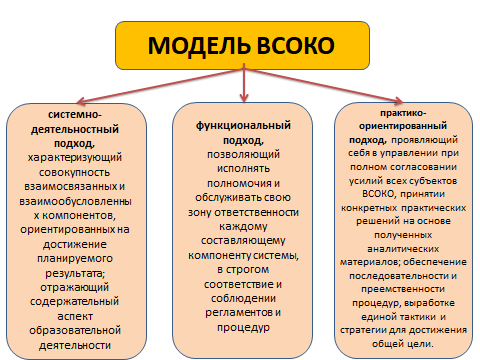 МОДЕЛЬ ВСОКО
системно-
деятельностный
подход,
характеризующий
совокупность
взаимосвязанных и
взаимообусловленны
х компонентов,
ориентированных на
достижение
планируемого
результата;
отражающий
содержательный
аспект
образовательной
деятельности
функциональный
подход,
позволяющий
исполнять
полномочия и
обслуживать свою
зону ответственности
каждому
составляющему
компоненту системы,
в строгом
соответствие и
соблюдении
регламентов и
процедур
практико-
ориентированный
подход, проявляющий
себя в управлении при
полном согласовании
усилий всех субъектов
ВСОКО, принятии
конкретных практических
решений на основе
полученных
аналитических
материалов; обеспечение
последовательности и
преемственности
процедур, выработке
единой тактики и
стратегии для достижения
общей цели.